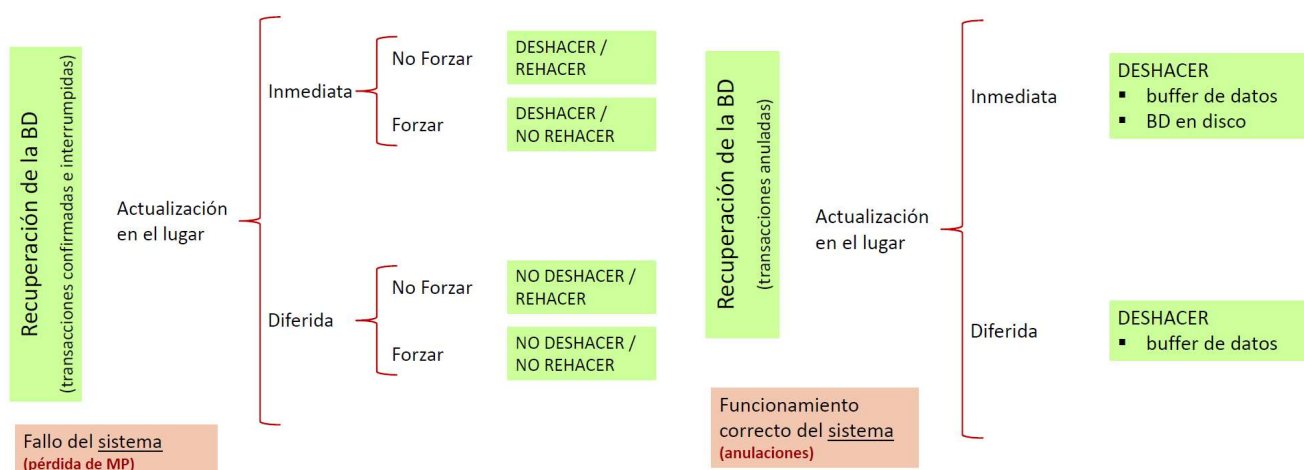 Recuperación de la BD
(transacciones confirmadas e interrumpidas)
Actualización
en el lugar
Inmediata
No Forzar
DESHACER /
REHACER
Forzar
DESHACER /
NO REHACER
Diferida
No Forzar
NO DESHACER /
REHACER
Forzar
NO DESHACER /
NO REHACER
Fallo del sistema
(pérdida de MP)
Recuperación de la BD
(transacciones anuladas)
Actualización
en el lugar
Inmediata
DESHACER
▪ buffer de datos
▪ BD en disco
Diferida
DESHACER
▪ buffer de datos
Funcionamiento
correcto del sistema
(anulaciones)